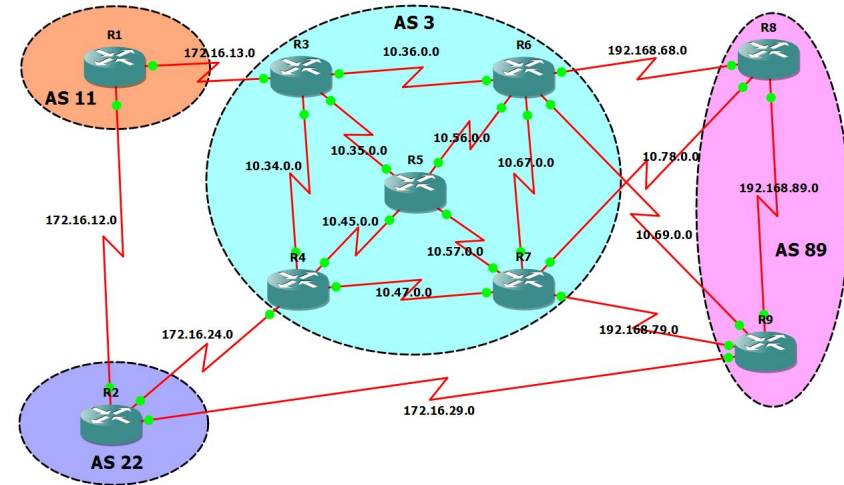 AS 3
R1
172.16.13.0
R3
10.36.0.0
R6
192.168.68.0
R8
AS 11
10.35.0.0
10.56.0.0
10.34.0.0
R5
10.67.0.0
10.78.0.0
192.168.89.0
172.16.12.0
10.45.0.0
10.69.0.0
AS 89
R4
10.57.0.0
R7
10.47.0.0
R9
172.16.24.0
192.168.79.0
R2
172.16.29.0
AS 22